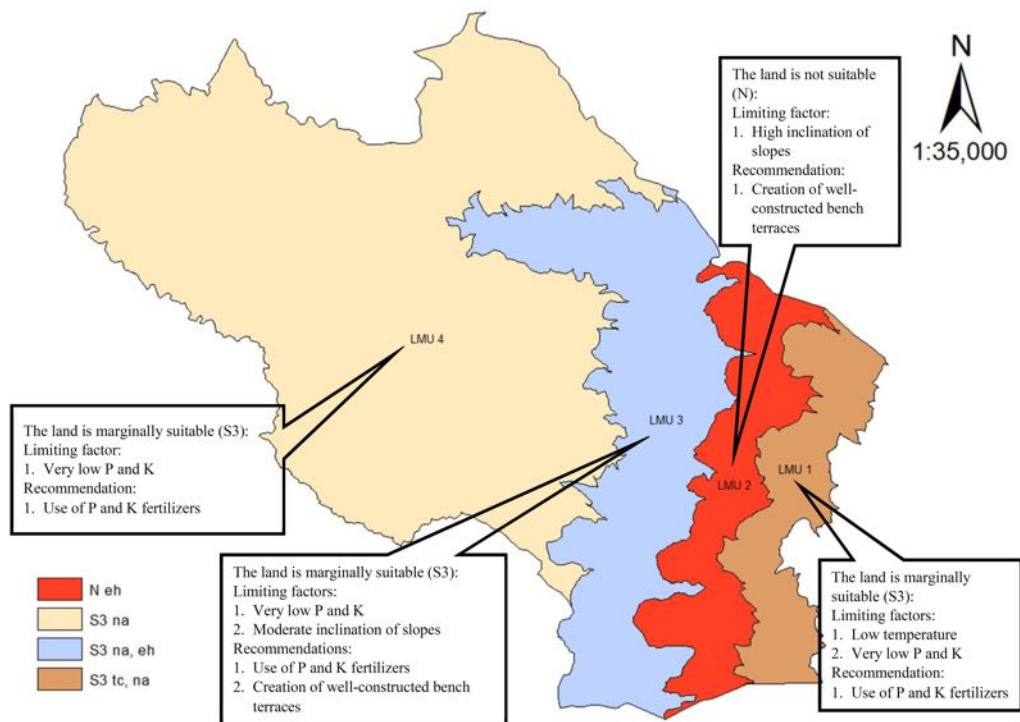 The land is not suitable
(N):
Limiting factor:
1. High inclination of
slopes
Recommendation:
1. Creation of well-
constructed bench
terraces
N
1:35,000
LMU 4
LMU 3
LMU 2
LMU 1
The land is marginally suitable (S3):
Limiting factor:
1. Very low P and K
Recommendation:
1. Use of P and K fertilizers
The land is marginally suitable (S3):
Limiting factors:
1. Very low P and K
2. Moderate inclination of slopes
Recommendations:
1. Use of P and K fertilizers
2. Creation of well-constructed bench
terraces
The land is marginally
suitable (S3):
Limiting factors:
1. Low temperature
2. Very low P and K
Recommendation:
1. Use of P and K fertilizers
N eh
S3 na
S3 na, eh
S3 tc, na